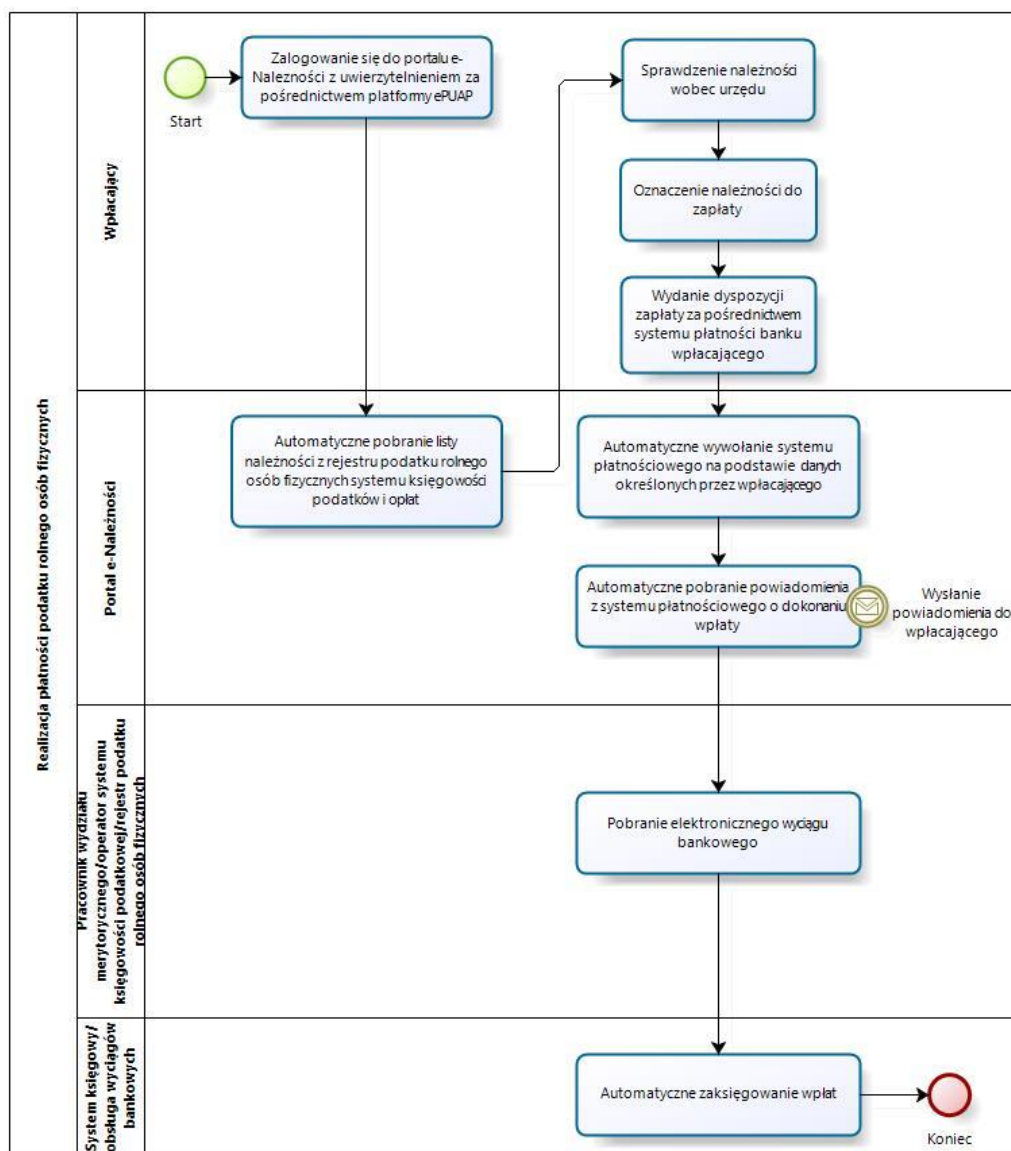 Realizacja płatności podatku rolnego osób fizycznych
Wpłacający
Start
Zalogowanie się do portalu e-
Nalezności z uwierzytelnieniem za
pośrednictwem platformy ePUAP
Sprawdzenie należności
wobec urzędu
Oznaczenie należności do
zapłaty
Wydanie dyspozycji
zapłaty za pośrednictwem
systemu płatności banku
wpłacającego
Portal e-Należności
Automatyczne pobranie listy
należności z rejestru podatku rolnego
osób fizycznych systemu księgowości
podatków i opłat
Automatyczne wywołanie systemu
płatnościowego na podstawie danych
określonych przez wpłacającego
Automatyczne pobranie powiadomienia
z systemu płatnościowego o dokonaniu
wpłaty
Wysłanie
powiadomienia do
wpłacającego
Pracownik wydziału
merytorycznego/operator systemu
księgowości podatkowej/rejestr podatku
rolnego osób fizycznych
Pobranie elektronicznego wyciągu
bankowego
System księgowy/
obsługa wyciągów
bankowych
Automatyczne zaksięgowanie wpłat
Koniec